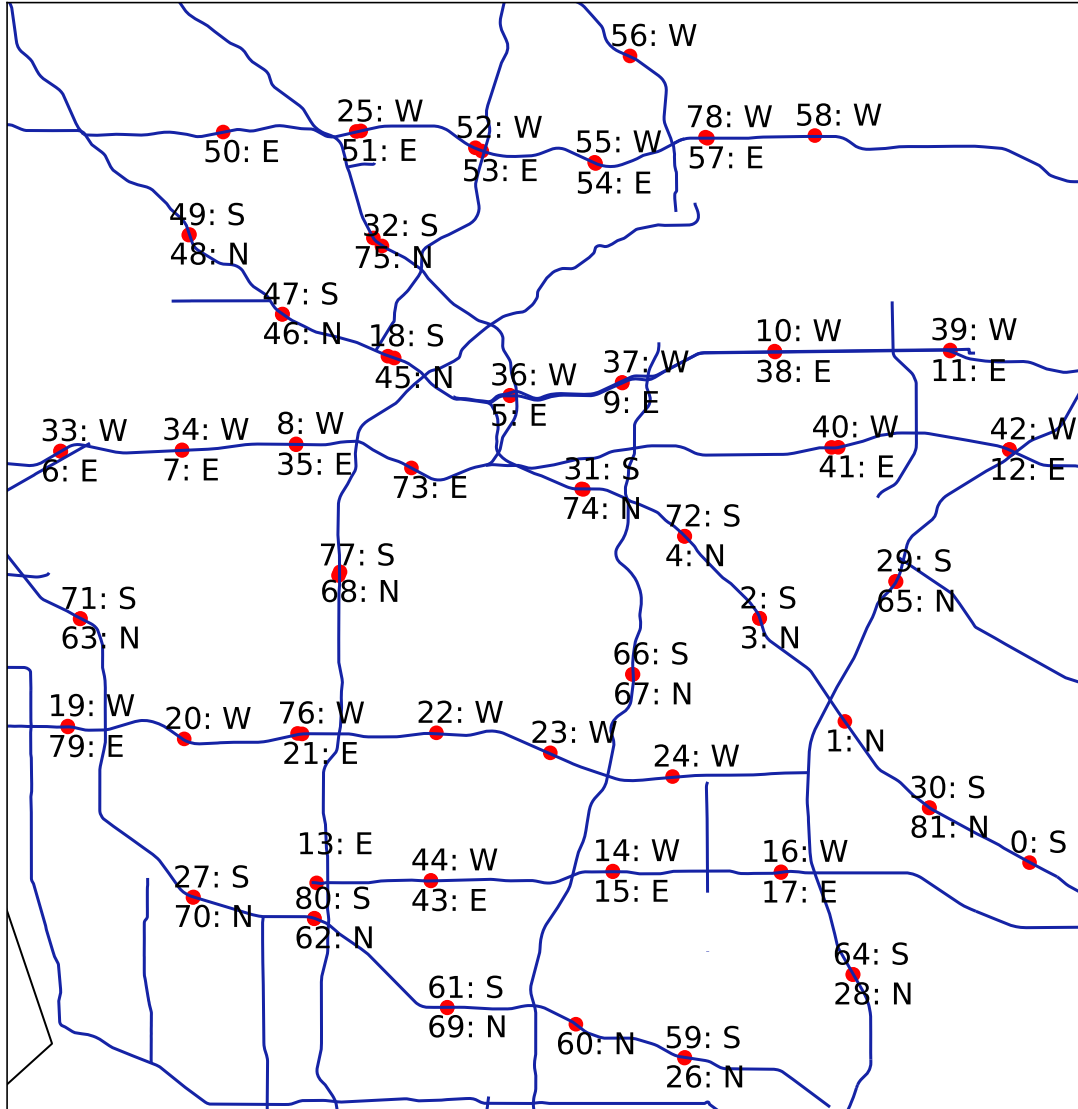 56: W
25: W
78: W
58: W
52: W
55: W
50: E
51: E
53: E
57: E
54: E
49: S
32: S
48: N
75: N
47: S
46: N
18: S
10: W
39: W
45: N
36: W
37: W
38: E
11: E
5: E
9: E
33: W
34: W
8: W
40: W
42: W
6: E
7: E
35: E
73: E
31: S
41: E
12: E
74: N
72: S
4: N
77: S
68: N
29: S
65: N
71: S
63: N
2: S
3: N
66: S
67: N
19: W
79: E
20: W
76: W
21: E
22: W
23: W
24: W
1: N
30: S
81: N
0: S
13: E
44: W
43: E
14: W
15: E
16: W
17: E
27: S
70: N
80: S
62: N
64: S
28: N
61: S
69: N
60: N
59: S
26: N